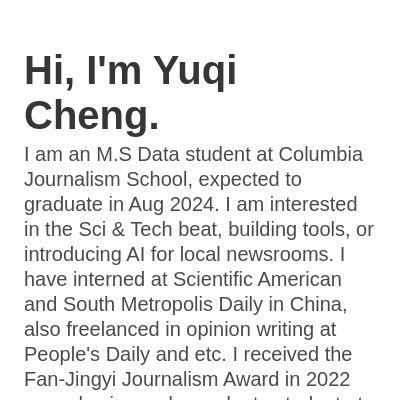 Hi, I'm Yuqi
Cheng.
I am an M.S Data student at Columbia
Journalism School, expected to
graduate in Aug 2024. I am interested
in the Sci & Tech beat, building tools, or
introducing AI for local newsrooms. I
have interned at Scientific American
and South Metropolis Daily in China,
also freelanced in opinion writing at
People's Daily and etc. I received the
Fan-Jingyi Journalism Award in 2022